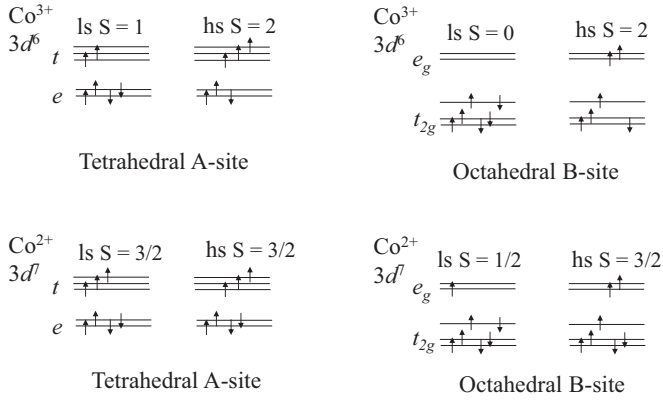 Co3+
3d6
ls S = 1
hs S = 2
t
e
Tetrahedral A-site
Co3+
3d6
ls S = 0
hs S = 2
eg
t2g
Octahedral B-site
Co2+
3d7
ls S = 3/2
hs S = 3/2
t
e
Tetrahedral A-site
Co2+
3d7
ls S = 1/2
hs S = 3/2
eg
t2g
Octahedral B-site